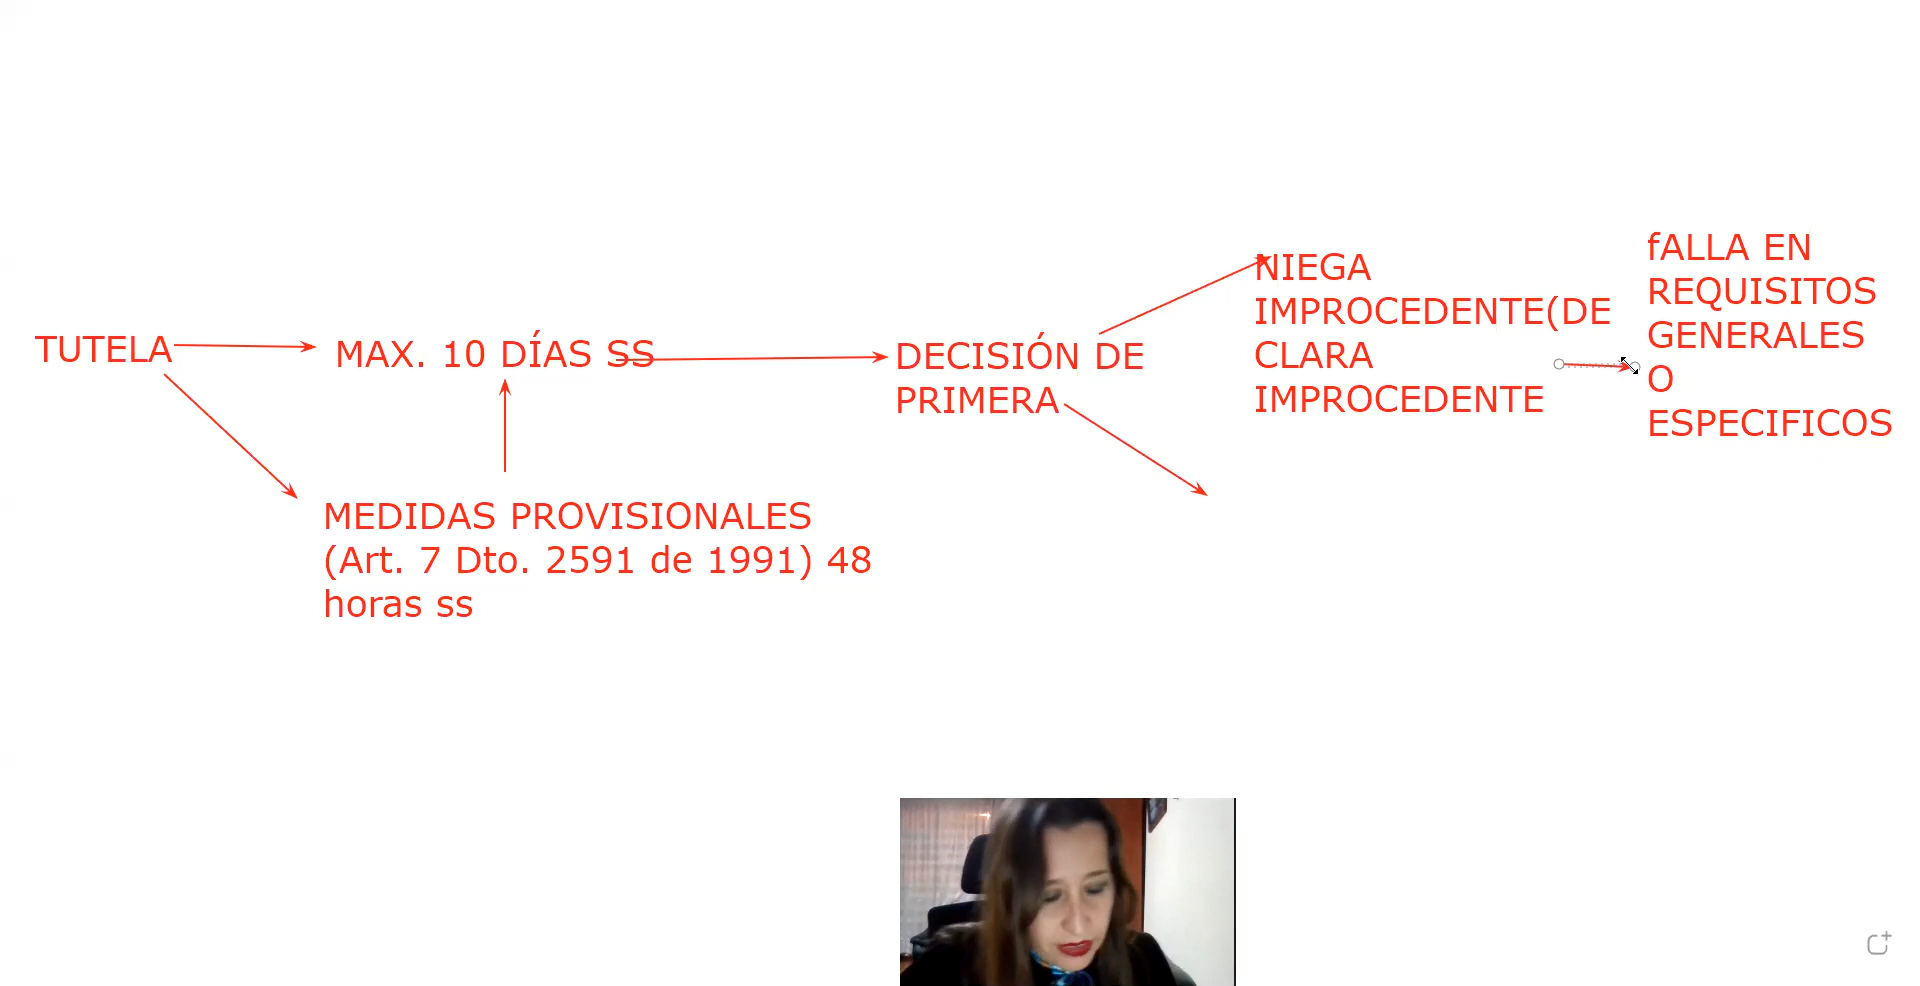 TUTELA
MAX. 10 DÍAS SS
MEDIDAS PROVISIONALES
(Art. 7 Dto. 2591 de 1991) 48
horas ss
DECISIÓN DE
PRIMERA
NIEGA
IMPROCEDENTE(DE
CLARA
IMPROCEDENTE
fALLA EN
REQUISITOS
GENERALES
O
ESPECIFICOS